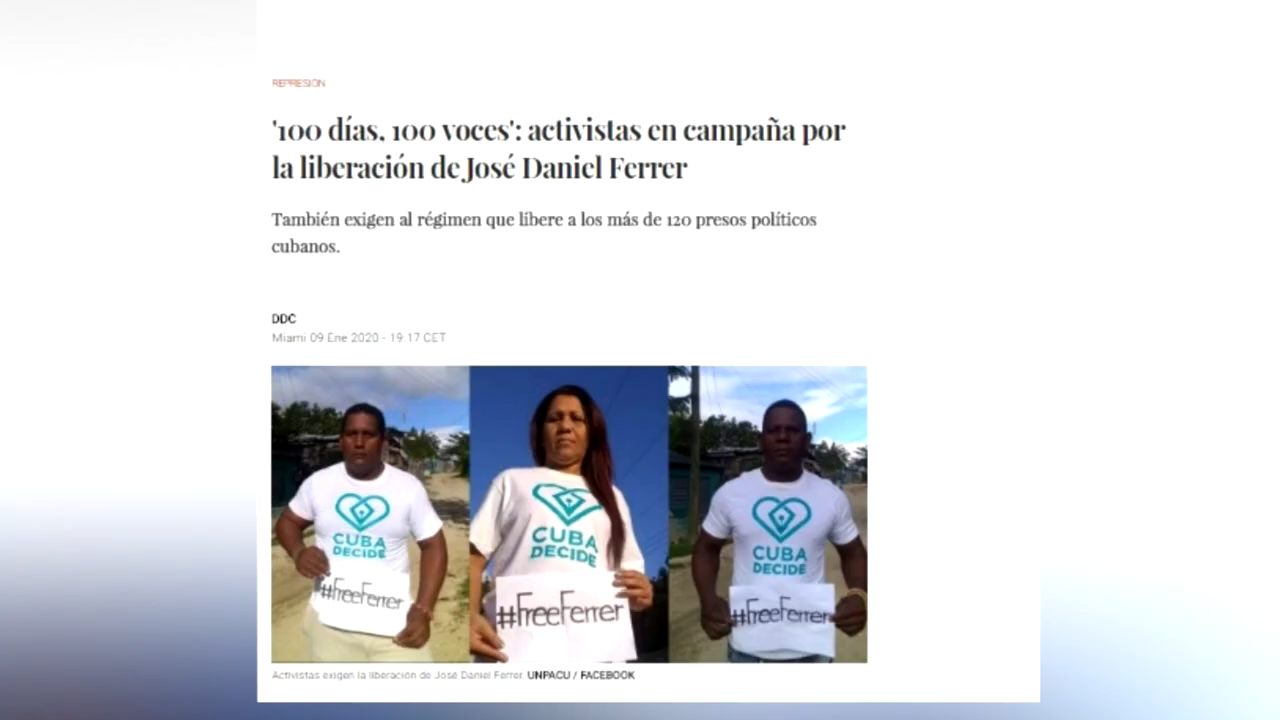 REPRESIÓN
'100 días, 100 voces': activistas en campaña por
la liberación de José Daniel Ferrer
También exigen al régimen que libere a los más de 120 presos políticos
cubanos.
DDC
Miami 09 Ene 2020 - 19:17 CET
CUBA
DECIDE
#FreeFerrer
CUBA
DECIDE
#FreeFerrer
CUBA
DECIDE
#FreeFerrer
Activistas exigen la liberación de José Daniel Ferrer UNPACU / FACEBOOK